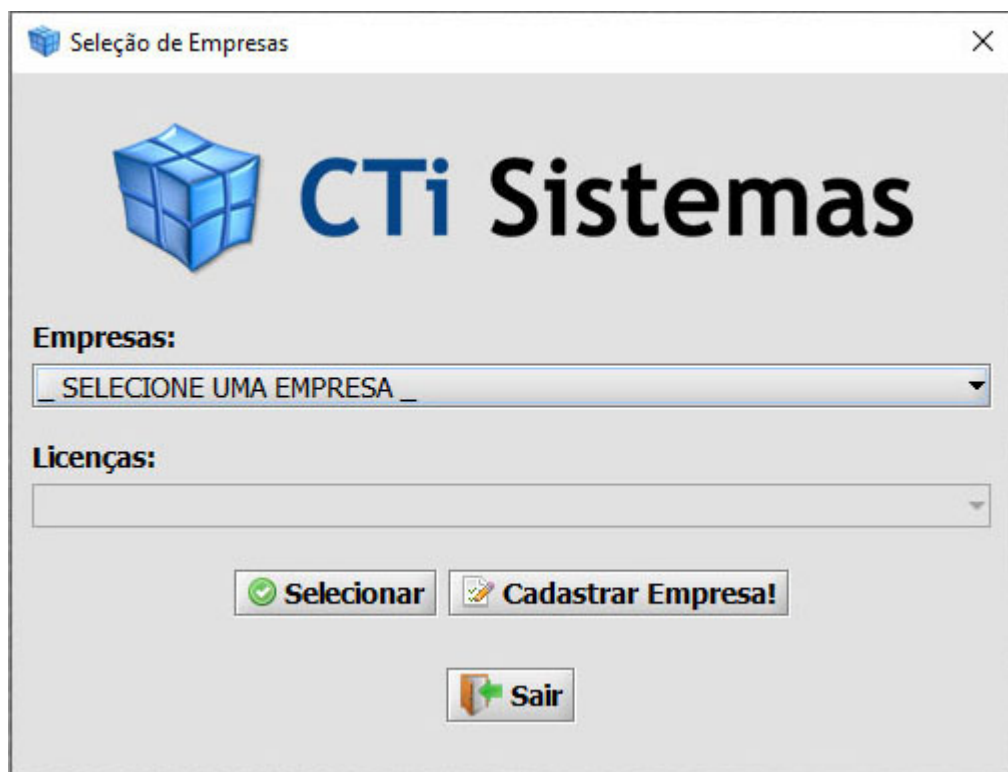 Seleção de Empresas
CTi Sistemas
Empresas:
_ SELECIONE UMA EMPRESA _
Licenças:
Selecionar Cadastrar Empresa!
Sair